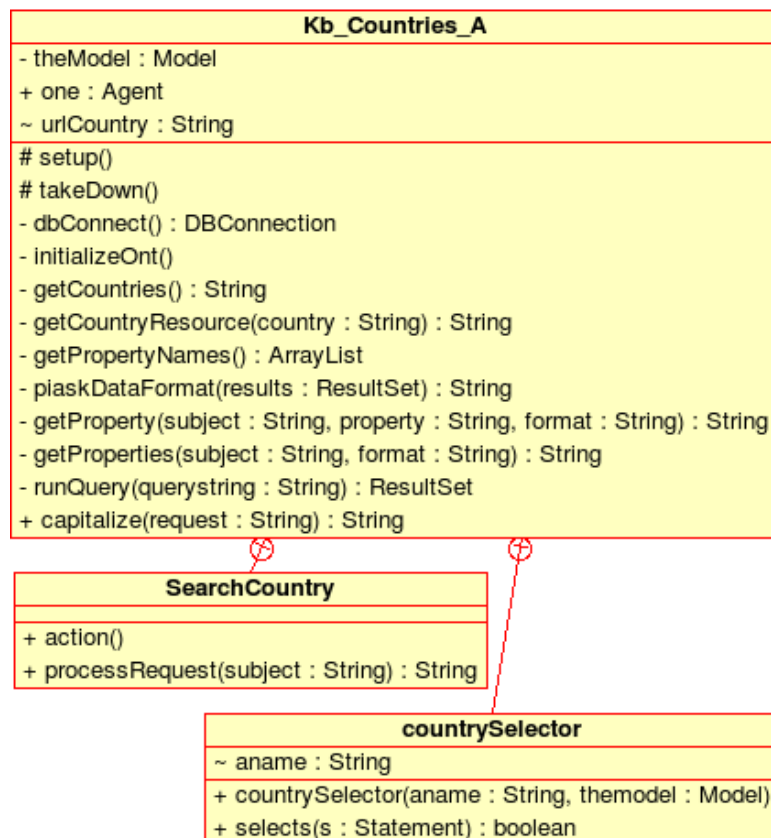 Kb_Countries_A
- theModel : Model
+ one : Agent
~ urlCountry : String
# setup()
# takeDown()
- dbConnect() : DBConnection
- initializeOnt()
- getCountries() : String
- getCountryResource(country : String) : String
- getPropertyNames() : ArrayList
- piaskDataFormat(results : ResultSet) : String
- getProperty(subject : String, property : String, format : String) : String
- getProperties(subject : String, format : String) : String
- runQuery(querystring : String) : ResultSet
+ capitalize(request : String) : String
SearchCountry
+ action()
+ processRequest(subject : String) : String
countrySelector
~ aname : String
+ countrySelector(aname : String, themodel : Model)
+ selects(s : Statement) : boolean